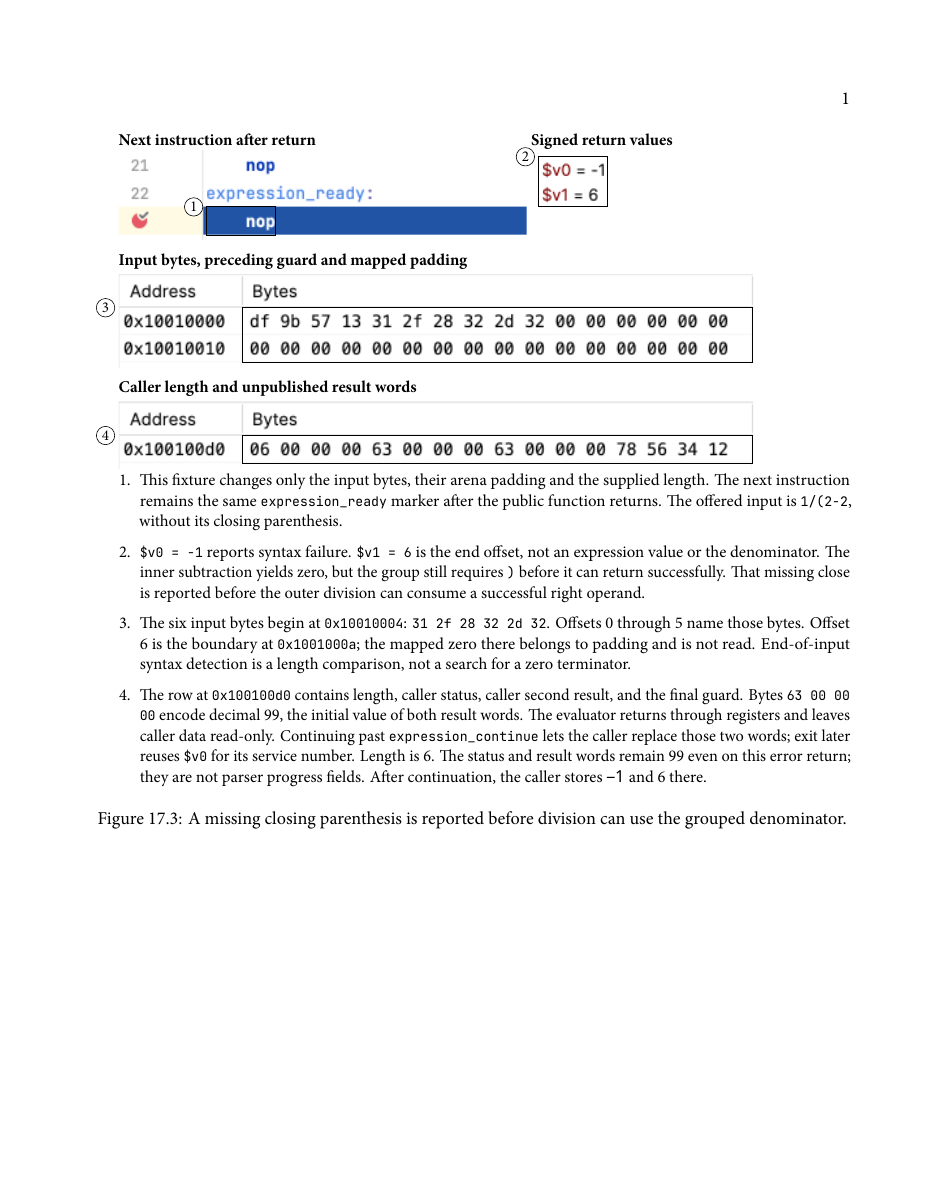 1
Next instruction after return
Signed return values
21 nop
22 expression_ready:
nop
1
2
$v0 = -1
$v1 = 6
Input bytes, preceding guard and mapped padding
Address Bytes
3
0x10010000 df 9b 57 13 31 2f 28 32 2d 32 00 00 00 00 00 00
0x10010010 00 00 00 00 00 00 00 00 00 00 00 00 00 00 00 00
Caller length and unpublished result words
Address Bytes
4
0x100100d0 06 00 00 00 63 00 00 00 63 00 00 00 78 56 34 12
1. This fixture changes only the input bytes, their arena padding and the supplied length. The next instruction
remains the same expression_ready marker after the public function returns. The offered input is 1/(2-2,
without its closing parenthesis.
2. $v0 = -1 reports syntax failure. $v1 = 6 is the end offset, not an expression value or the denominator. The
inner subtraction yields zero, but the group still requires ) before it can return successfully. That missing close
is reported before the outer division can consume a successful right operand.
3. The six input bytes begin at 0x10010004: 31 2f 28 32 2d 32. Offsets 0 through 5 name those bytes. Offset
6 is the boundary at 0x1001000a; the mapped zero there belongs to padding and is not read. End-of-input
syntax detection is a length comparison, not a search for a zero terminator.
4. The row at 0x100100d0 contains length, caller status, caller second result, and the final guard. Bytes 63 00 00
00 encode decimal 99, the initial value of both result words. The evaluator returns through registers and leaves
caller data read-only. Continuing past expression_continue lets the caller replace those two words; exit later
reuses $v0 for its service number. Length is 6. The status and result words remain 99 even on this error return;
they are not parser progress fields. After continuation, the caller stores −1 and 6 there.
Figure 17.3: A missing closing parenthesis is reported before division can use the grouped denominator.